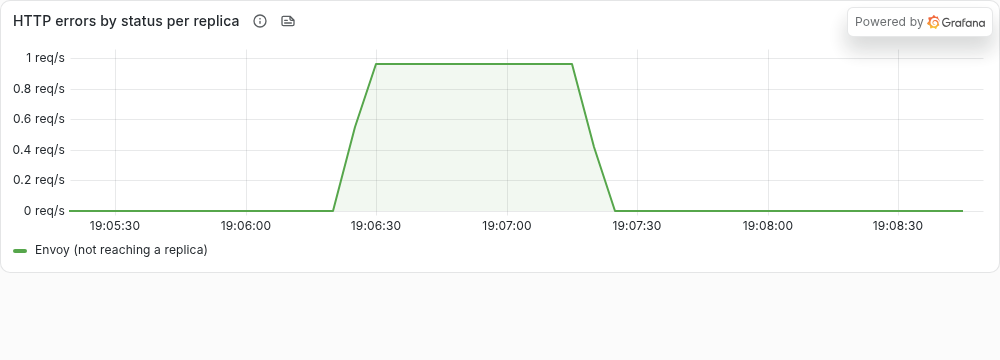 HTTP errors by status per replica
Powered by Grafana
1 req/s
0.8 req/s
0.6 req/s
0.4 req/s
0.2 req/s
0 req/s
19:05:30 19:06:00 19:06:30 19:07:00 19:07:30 19:08:00 19:08:30
Envoy (not reaching a replica)